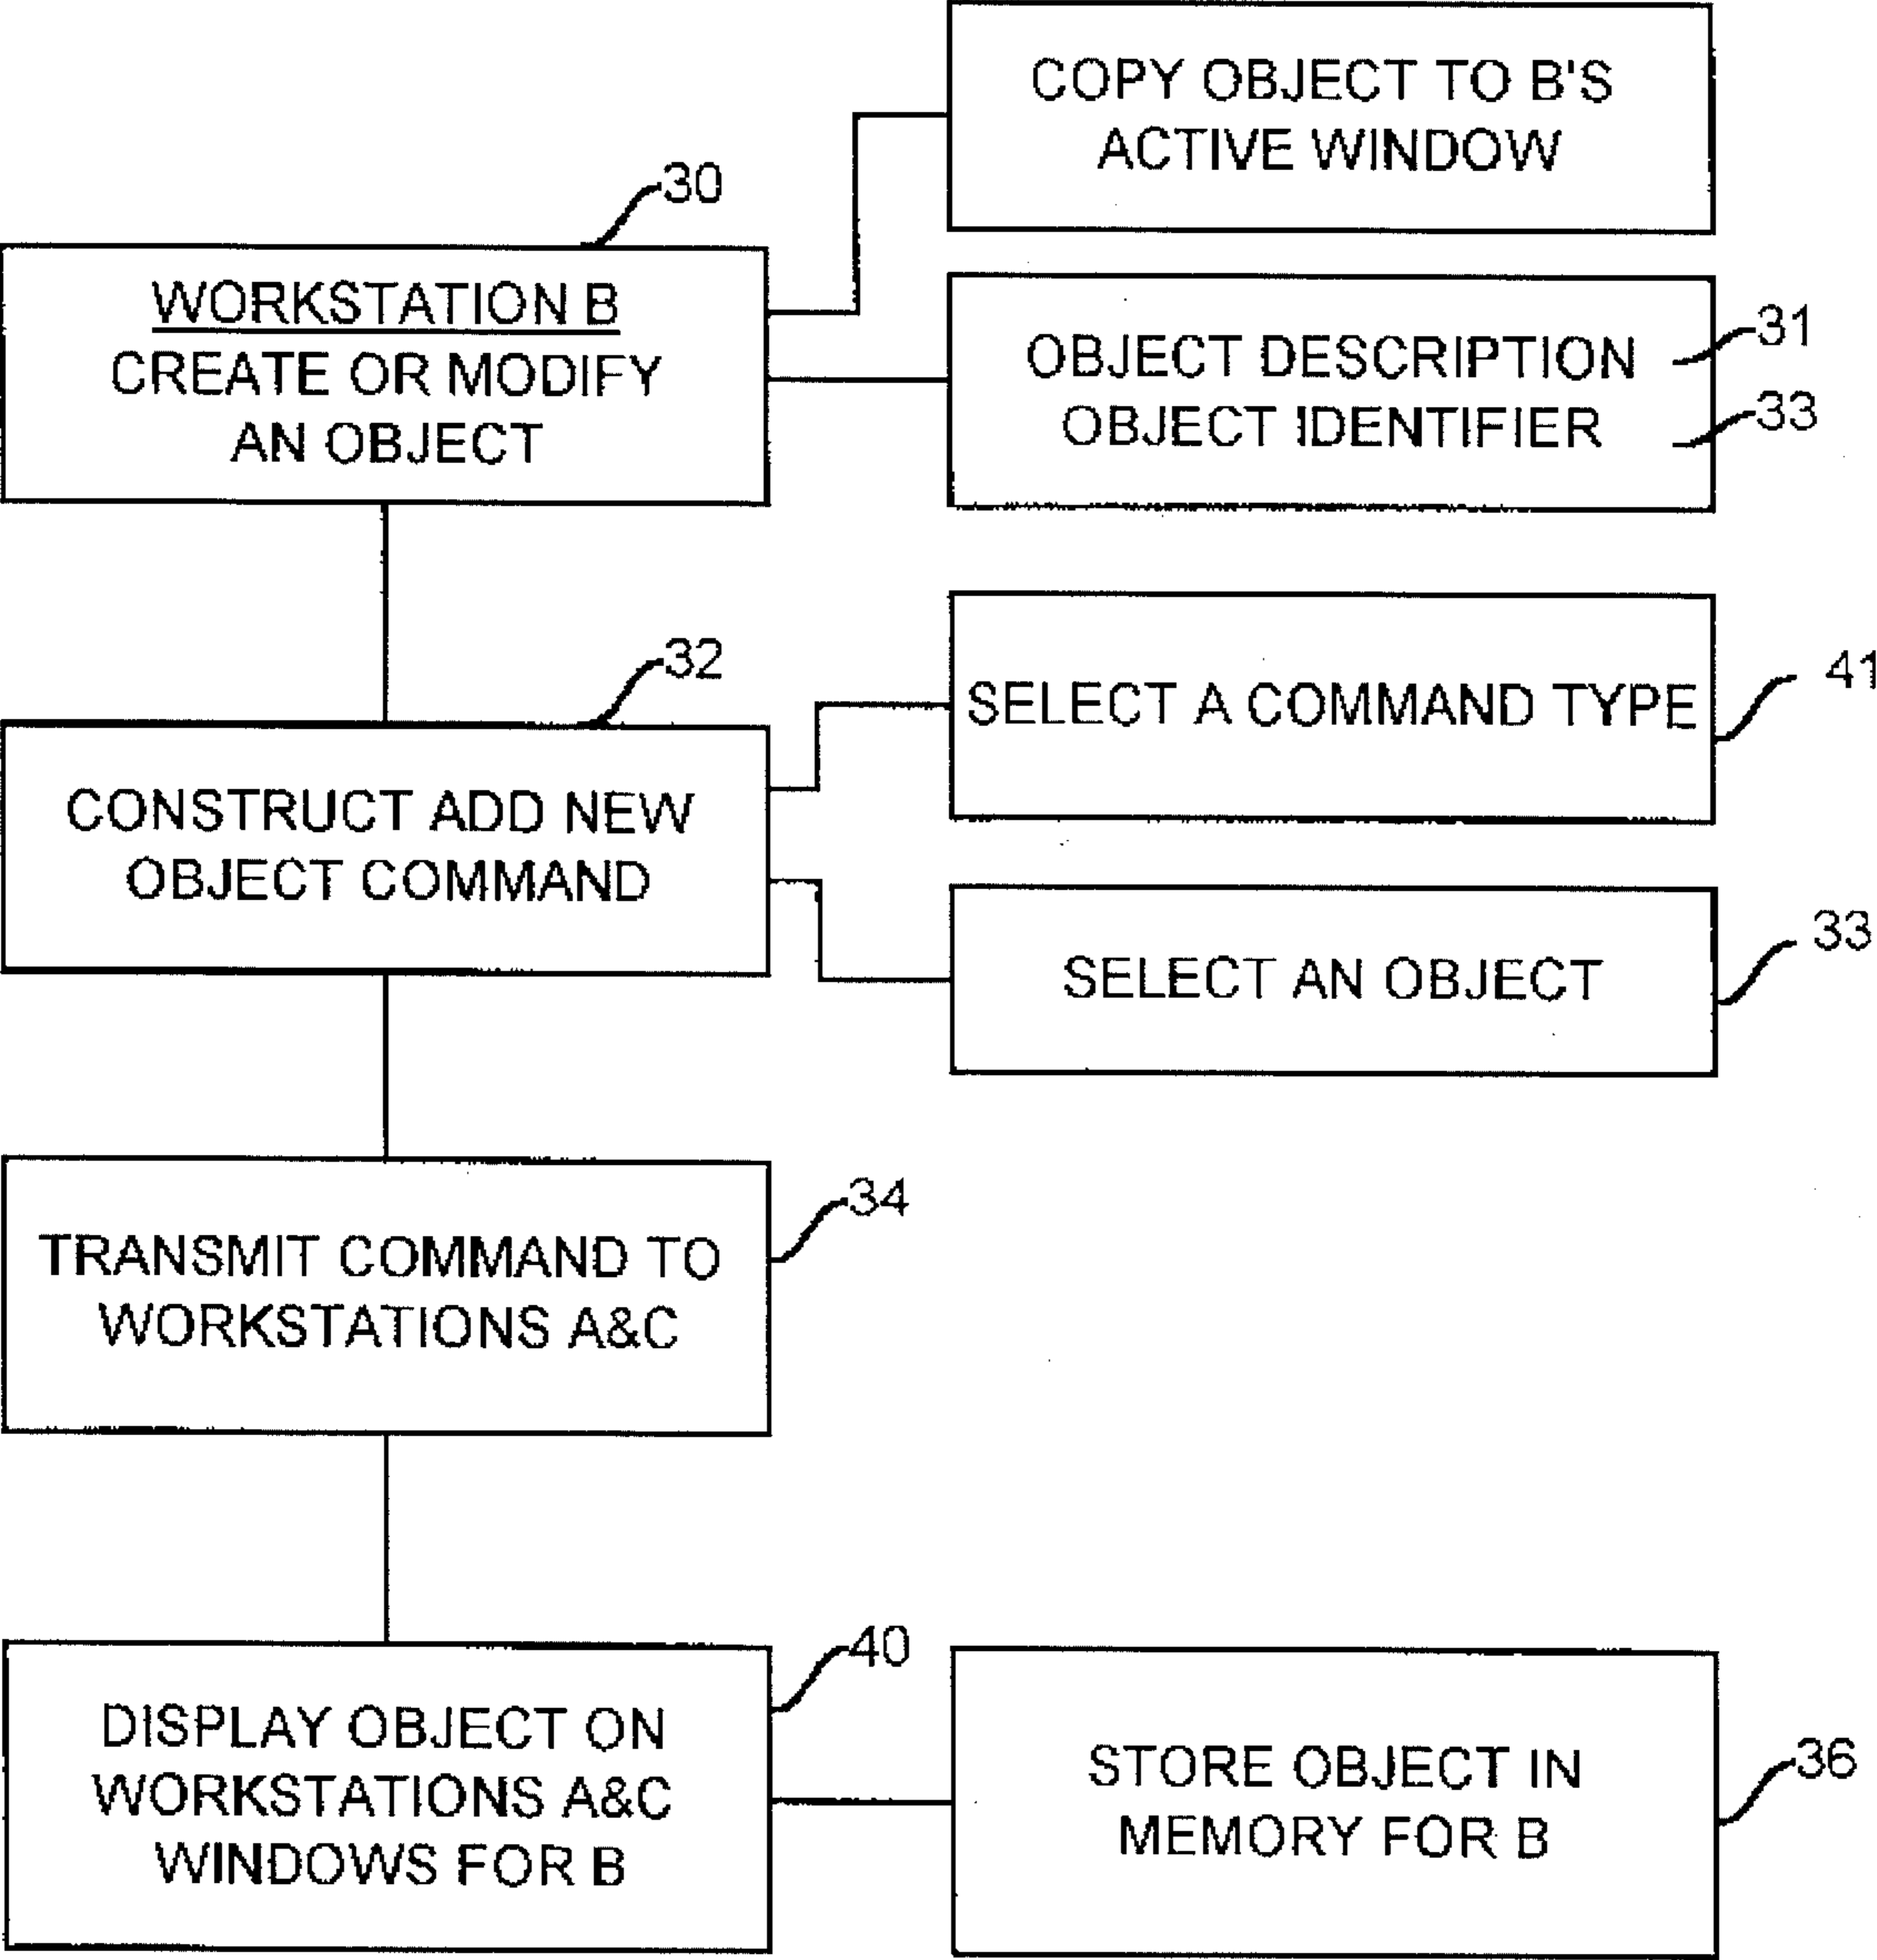 COPY OBJECT TO B'S
ACTIVE WINDOW
30
WORKSTATION B
CREATE OR MODIFY
AN OBJECT
OBJECT DESCRIPTION 31
OBJECT IDENTIFIER 33
32
SELECT A COMMAND TYPE 41
CONSTRUCT ADD NEW
OBJECT COMMAND
SELECT AN OBJECT 33
34
TRANSMIT COMMAND TO
WORKSTATIONS A&C
40
DISPLAY OBJECT ON
WORKSTATIONS A&C
WINDOWS FOR B
STORE OBJECT IN
MEMORY FOR B
36